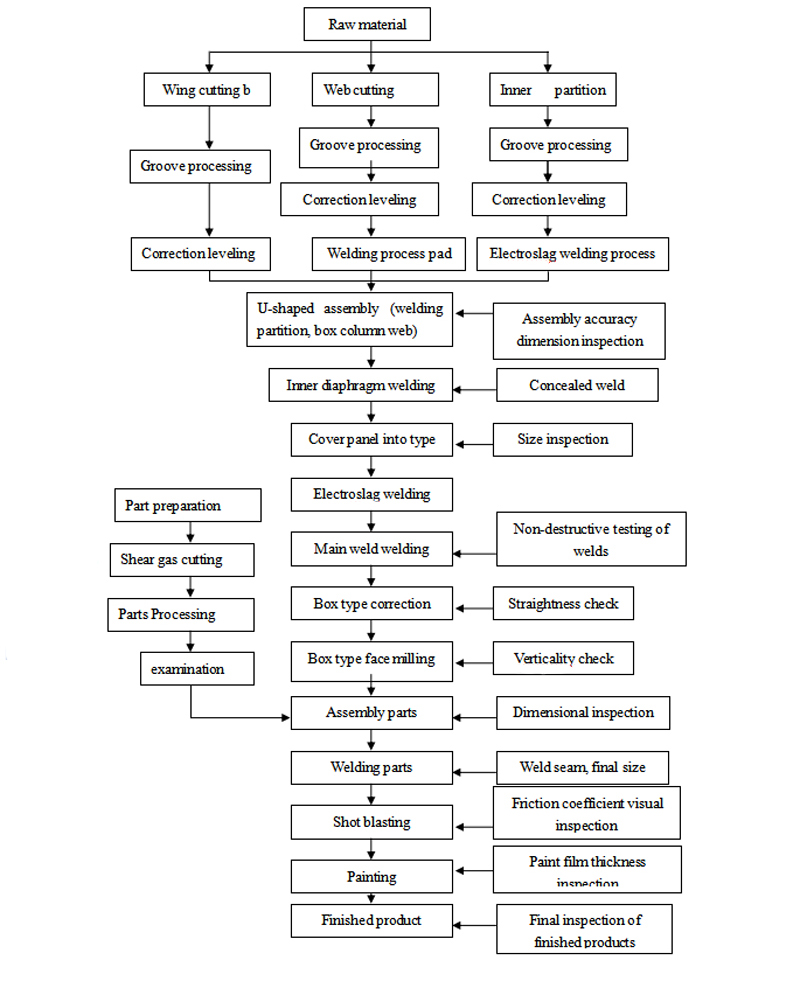 Raw material
Wing cutting b
Web cutting
Inner partition
Groove processing
Groove processing
Groove processing
Correction leveling
Correction leveling
Correction leveling
Welding process pad
Electroslag welding process
U-shaped assembly (welding
partition, box column web)
Assembly accuracy
dimension inspection
Inner diaphragm welding
Concealed weld
Cover panel into type
Size inspection
Electroslag welding
Part preparation
Main weld welding
Non-destructive testing of
welds
Shear gas cutting
Box type correction
Straightness check
Parts Processing
Box type face milling
Verticality check
examination
Assembly parts
Dimensional inspection
Welding parts
Weld seam, final size
Shot blasting
Friction coefficient visual
inspection
Painting
Paint film thickness
inspection
Finished product
Final inspection of
finished products